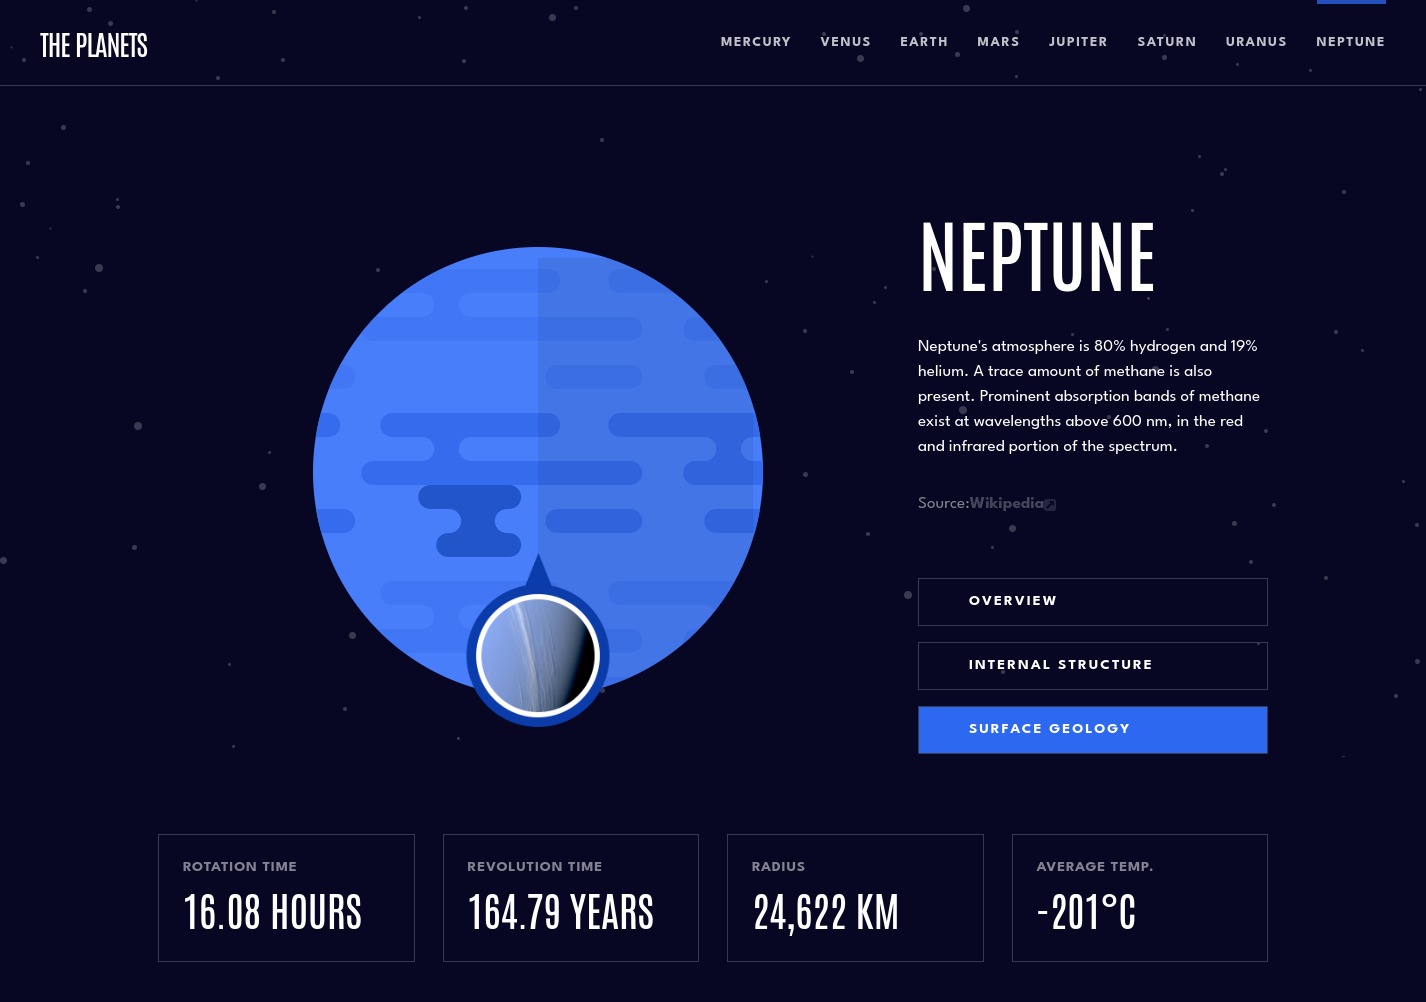 THE PLANETS
MERCURY VENUS EARTH MARS JUPITER SATURN URANUS NEPTUNE
NEPTUNE
Neptune's atmosphere is 80% hydrogen and 19%
helium. A trace amount of methane is also
present. Prominent absorption bands of methane
exist at wavelengths above 600 nm, in the red
and infrared portion of the spectrum.
Source:Wikipedia
OVERVIEW
INTERNAL STRUCTURE
SURFACE GEOLOGY
ROTATION TIME
16.08 HOURS
REVOLUTION TIME
164.79 YEARS
RADIUS
24,622 KM
AVERAGE TEMP.
-201°C